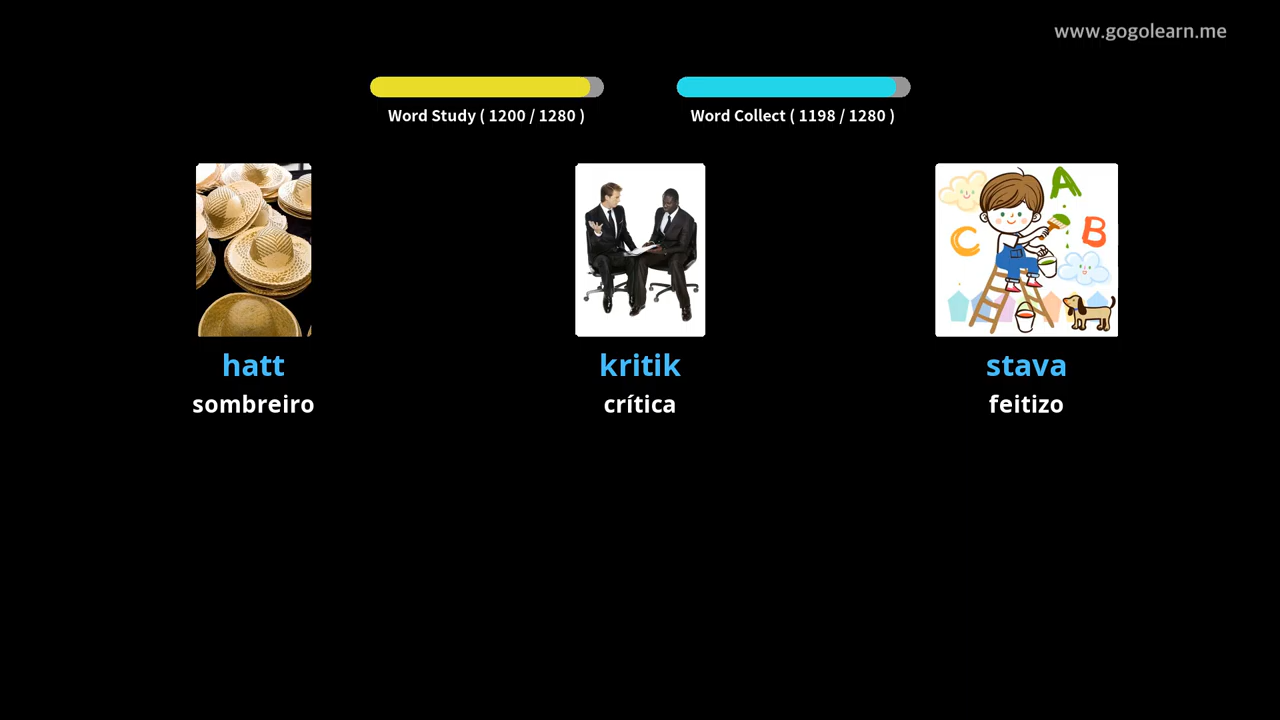 www.gogolearn.me
Word Study ( 1200 / 1280 )
Word Collect ( 1198 / 1280 )
A
B
C
hatt
kritik
stava
sombreiro
crítica
feitizo